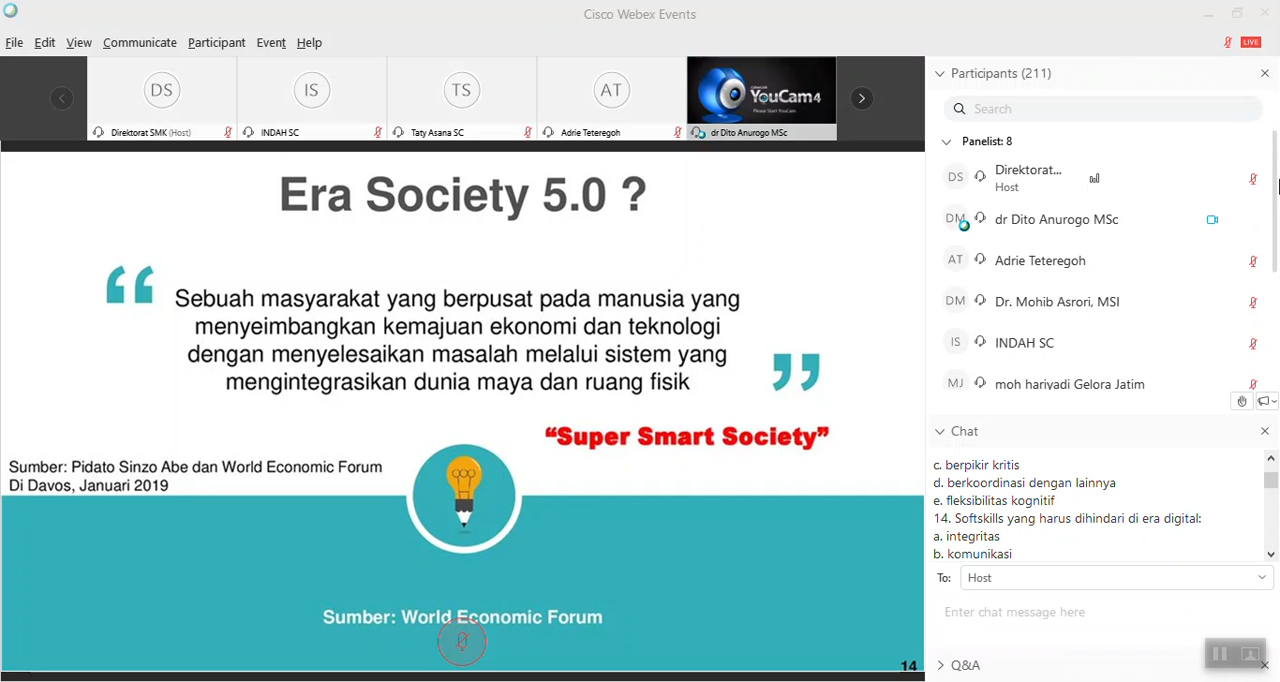 Cisco Webex Events
File Edit View Communicate Participant Event Help
LIVE
DS
IS
TS
AT
CyberLink
YouCam 4
Please Start YouCam
Direktorat SMK (Host)
INDAH SC
Taty Asana SC
Adrie Teteregoh
dr Dito Anurogo MSc
Era Society 5.0 ?
“
Sebuah masyarakat yang berpusat pada manusia yang
menyeimbangkan kemajuan ekonomi dan teknologi
dengan menyelesaikan masalah melalui sistem yang
mengintegrasikan dunia maya dan ruang fisik
”
“Super Smart Society”
Sumber: Pidato Sinzo Abe dan World Economic Forum
Di Davos, Januari 2019
Sumber: World Economic Forum
14
Participants (211)
Search
Panelist: 8
DS
Direktorat...
Host
DM
dr Dito Anurogo MSc
AT
Adrie Teteregoh
DM
Dr. Mohib Asrori, MSI
IS
INDAH SC
MJ
moh hariyadi Gelora Jatim
Chat
c. berpikir kritis
d. berkoordinasi dengan lainnya
e. fleksibilitas kognitif
14. Softskills yang harus dihindari di era digital:
a. integritas
b. komunikasi
To:
Host
Enter chat message here
Q&A